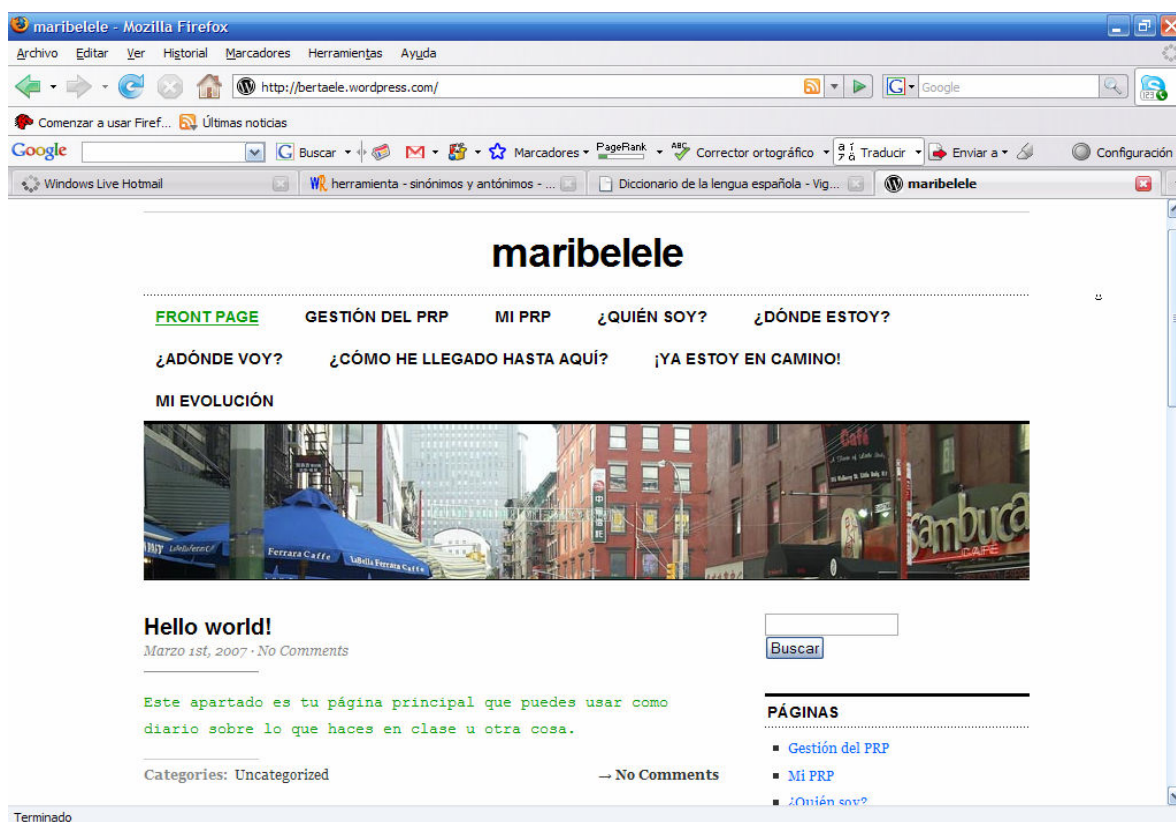 maribelele - Mozilla Firefox
Archivo Editar Ver Historial Marcadores Herramientas Ayuda
http://bertaele.wordpress.com/ G Google
Comenzar a usar Firef... Últimas noticias
Google G Buscar Marcadores PageRank ABC Corrector ortográfico Traducir Enviar a Configuración
Windows Live Hotmail WR herramienta - sinónimos y antónimos - ... Diccionario de la lengua española - Vig... maribelele
maribelele
FRONT PAGE GESTIÓN DEL PRP MI PRP ¿QUIÉN SOY? ¿DÓNDE ESTOY?
¿ADÓNDE VOY? ¿CÓMO HE LLEGADO HASTA AQUÍ? ¡YA ESTOY EN CAMINO!
MI EVOLUCIÓN
Café
Ferrara Caffe
LaBella Ferrara Caffe
Sambuca
CAFE
Hello world!
Marzo 1st, 2007 · No Comments
Buscar
Este apartado es tu página principal que puedes usar como
diario sobre lo que haces en clase u otra cosa.
Categories: Uncategorized → No Comments
PÁGINAS
Gestión del PRP
Mi PRP
¿Quién soy?
Terminado